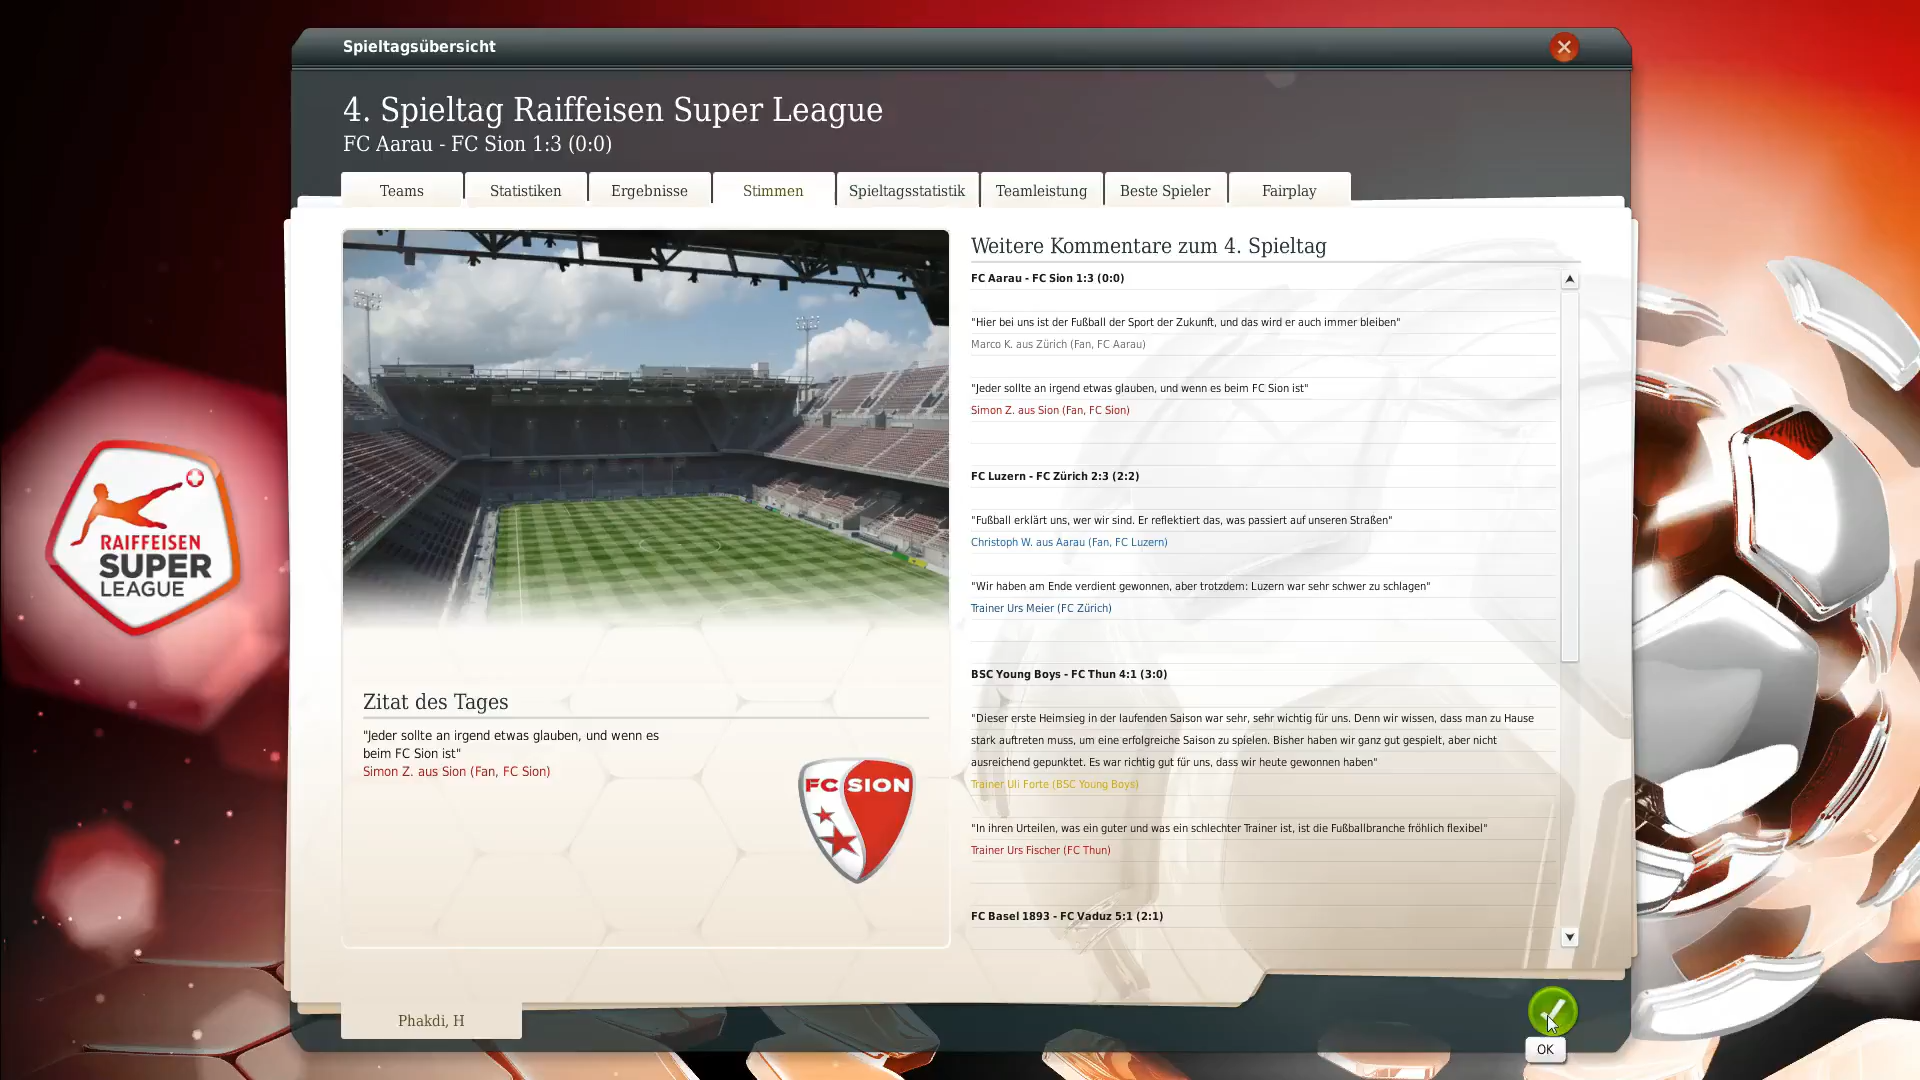 Spieltagsübersicht
4. Spieltag Raiffeisen Super League
FC Aarau - FC Sion 1:3 (0:0)
Teams
Statistiken
Ergebnisse
Stimmen
Spieltagsstatistik
Teamleistung
Beste Spieler
Fairplay
Weitere Kommentare zum 4. Spieltag
FC Aarau - FC Sion 1:3 (0:0)
"Hier bei uns ist der Fußball der Sport der Zukunft, und das wird er auch immer bleiben"
Marco K. aus Zürich (Fan, FC Aarau)
"Jeder sollte an irgend etwas glauben, und wenn es beim FC Sion ist"
Simon Z. aus Sion (Fan, FC Sion)
FC Luzern - FC Zürich 2:3 (2:2)
"Fußball erklärt uns, wer wir sind. Er reflektiert das, was passiert auf unseren Straßen"
Christoph W. aus Aarau (Fan, FC Luzern)
"Wir haben am Ende verdient gewonnen, aber trotzdem: Luzern war sehr schwer zu schlagen"
Trainer Urs Meier (FC Zürich)
BSC Young Boys - FC Thun 4:1 (3:0)
"Dieser erste Heimsieg in der laufenden Saison war sehr, sehr wichtig für uns. Denn wir wissen, dass man zu Hause
stark auftreten muss, um eine erfolgreiche Saison zu spielen. Bisher haben wir ganz gut gespielt, aber nicht
ausreichend gepunktet. Es war richtig gut für uns, dass wir heute gewonnen haben"
Trainer Uli Forte (BSC Young Boys)
"In ihren Urteilen, was ein guter und was ein schlechter Trainer ist, ist die Fußballbranche fröhlich flexibel"
Trainer Urs Fischer (FC Thun)
FC Basel 1893 - FC Vaduz 5:1 (2:1)
Zitat des Tages
"Jeder sollte an irgend etwas glauben, und wenn es
beim FC Sion ist"
Simon Z. aus Sion (Fan, FC Sion)
FC SION
RAIFFEISEN
SUPER
LEAGUE
Phakdi, H
OK